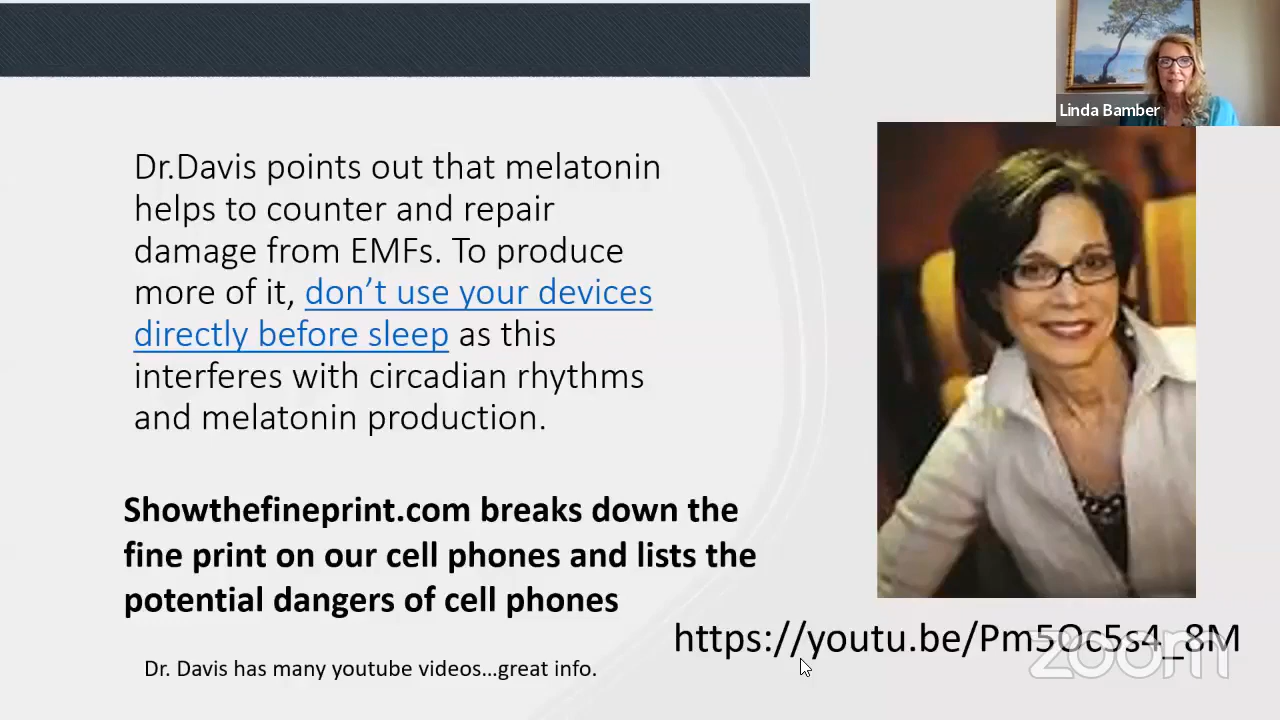 Linda Bamber
Dr.Davis points out that melatonin
helps to counter and repair
damage from EMFs. To produce
more of it, don’t use your devices
directly before sleep as this
interferes with circadian rhythms
and melatonin production.
Showthefineprint.com breaks down the
fine print on our cell phones and lists the
potential dangers of cell phones
https://youtu.be/Pm5Oc5s4_8M
Dr. Davis has many youtube videos...great info.
zoom